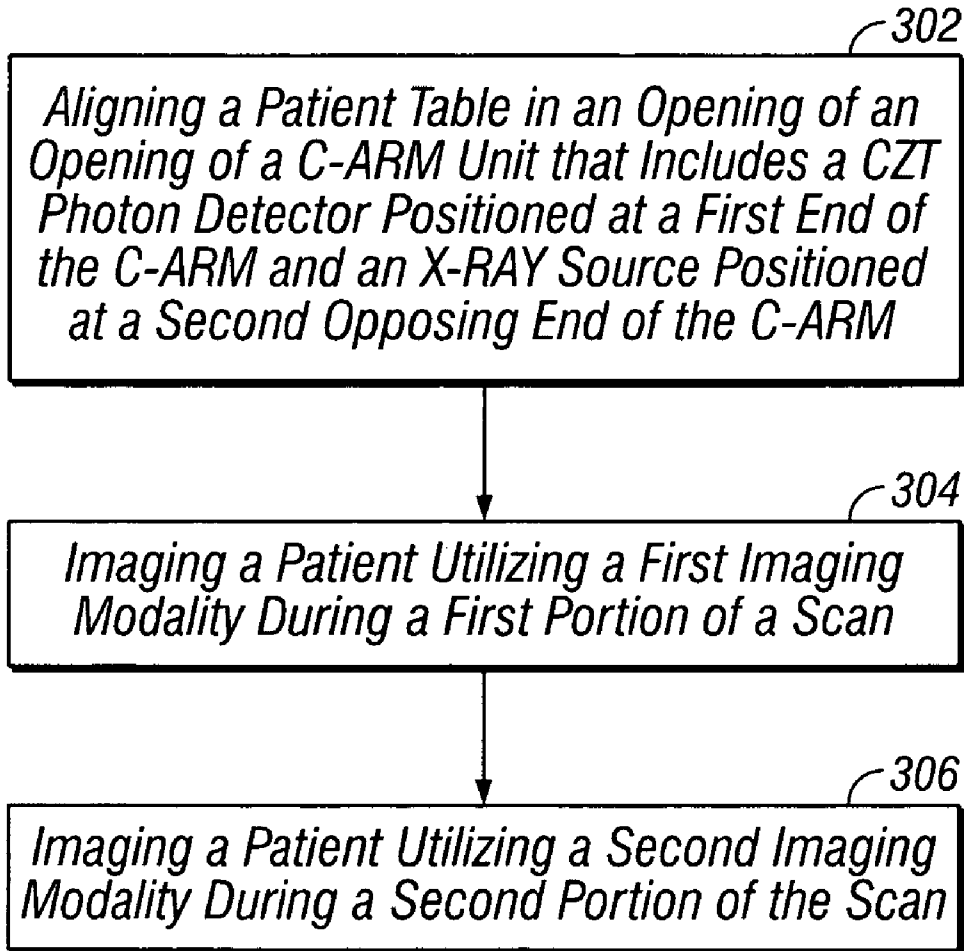 302
Aligning a Patient Table in an Opening of an
Opening of a C-ARM Unit that Includes a CZT
Photon Detector Positioned at a First End of
the C-ARM and an X-RAY Source Positioned
at a Second Opposing End of the C-ARM
304
Imaging a Patient Utilizing a First Imaging
Modality During a First Portion of a Scan
306
Imaging a Patient Utilizing a Second Imaging
Modality During a Second Portion of the Scan